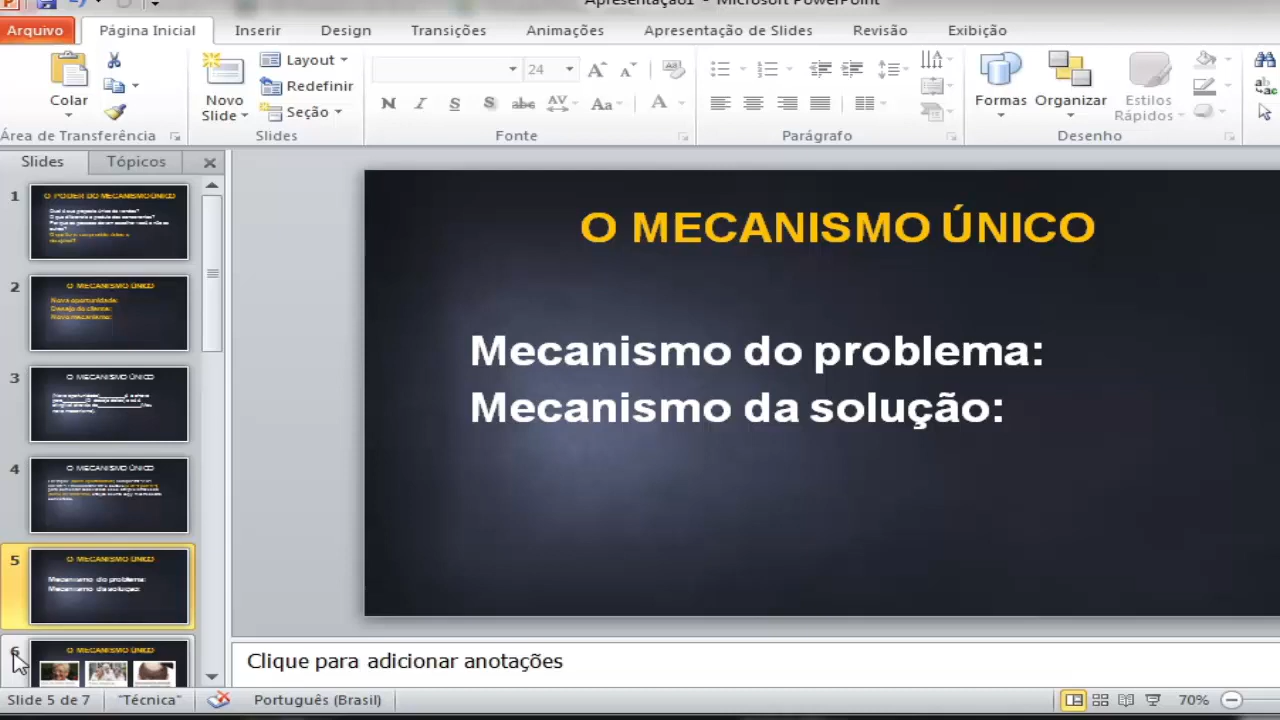 Apresentação1 - Microsoft PowerPoint
Arquivo Página Inicial Inserir Design Transições Animações Apresentação de Slides Revisão Exibição
Colar
Novo Slide
Layout
Redefinir
Seção
24
Formas Organizar Estilos Rápidos
Área de Transferência Slides Fonte Parágrafo Desenho
Slides Tópicos
1
O PODER DO MECANISMO ÚNICO
2
O MECANISMO ÚNICO
Nova oportunidade:
Desejo do cliente:
Novo mecanismo:
3
O MECANISMO ÚNICO
4
O MECANISMO ÚNICO
5
O MECANISMO ÚNICO
Mecanismo do problema:
Mecanismo da solução:
6
O MECANISMO ÚNICO
O MECANISMO ÚNICO
Mecanismo do problema:
Mecanismo da solução:
Clique para adicionar anotações
Slide 5 de 7 "Técnica" Português (Brasil) 70%